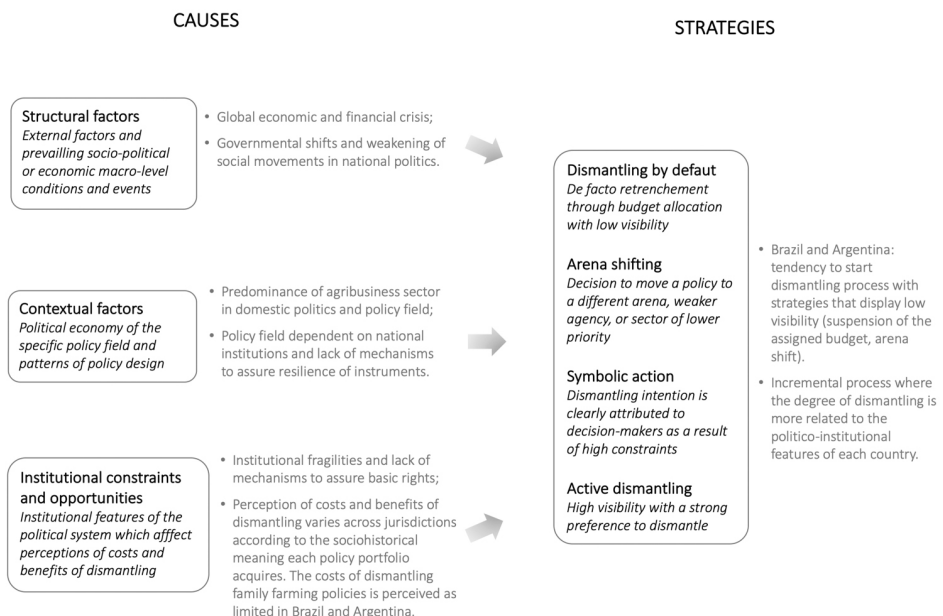 CAUSES
STRATEGIES
Structural factors
External factors and
prevailling socio-political
or economic macro-level
conditions and events
• Global economic and financial crisis;
• Governmental shifts and weakening of
social movements in national politics.
Contextual factors
Political economy of the
specific policy field and
patterns of policy design
• Predominance of agribusiness sector
in domestic politics and policy field;
• Policy field dependent on national
institutions and lack of mechanisms
to assure resilience of instruments.
Institutional constraints
and opportunities
Institutional features of the
political system which afffect
perceptions of costs and
benefits of dismantling
• Institutional fragilities and lack of
mechanisms to assure basic rights;
• Perception of costs and benefits of
dismantling varies across jurisdictions
according to the sociohistorical
meaning each policy portfolio
acquires. The costs of dismantling
family farming policies is perceived as
limited in Brazil and Argentina.
Dismantling by defaut
De facto retrenchement
through budget allocation
with low visibility
Arena shifting
Decision to move a policy to
a different arena, weaker
agency, or sector of lower
priority
Symbolic action
Dismantling intention is
clearly attributed to
decision-makers as a result
of high constraints
Active dismantling
High visibility with a strong
preference to dismantle
• Brazil and Argentina:
tendency to start
dismantling process with
strategies that display low
visibility (suspension of the
assigned budget, arena
shift).
• Incremental process where
the degree of dismantling is
more related to the
politico-institutional
features of each country.